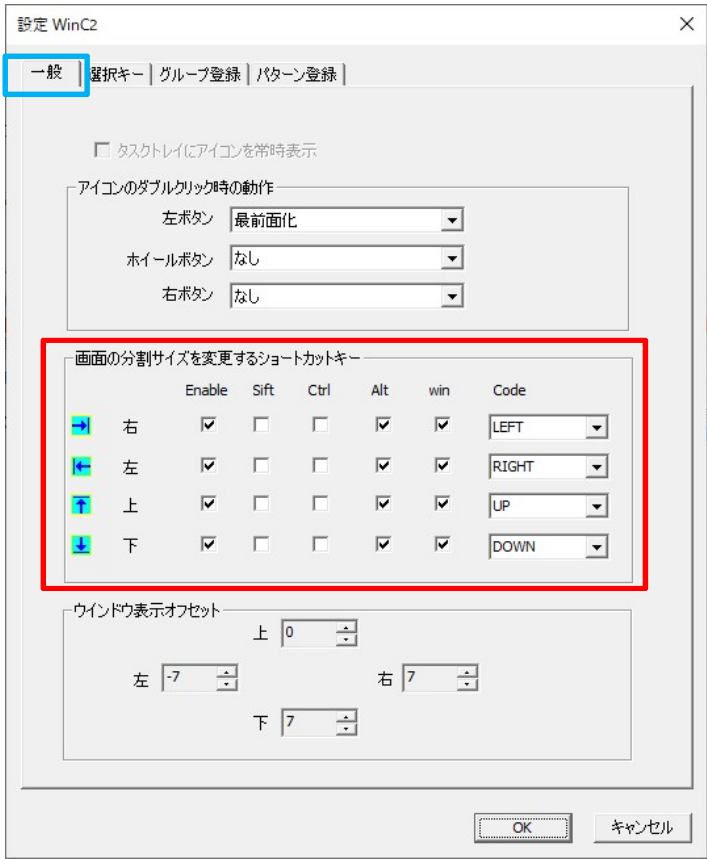 設定 WinC2
一般 選択キー グループ登録 パターン登録
タスクトレイにアイコンを常時表示
アイコンのダブルクリック時の動作
左ボタン 最前面化
ホイールボタン なし
右ボタン なし
画面の分割サイズを変更するショートカットキー
Enable Sift Ctrl Alt win Code
右 LEFT
左 RIGHT
上 UP
下 DOWN
ウインドウ表示オフセット
上 0
左 -7 右 7
下 7
OK キャンセル